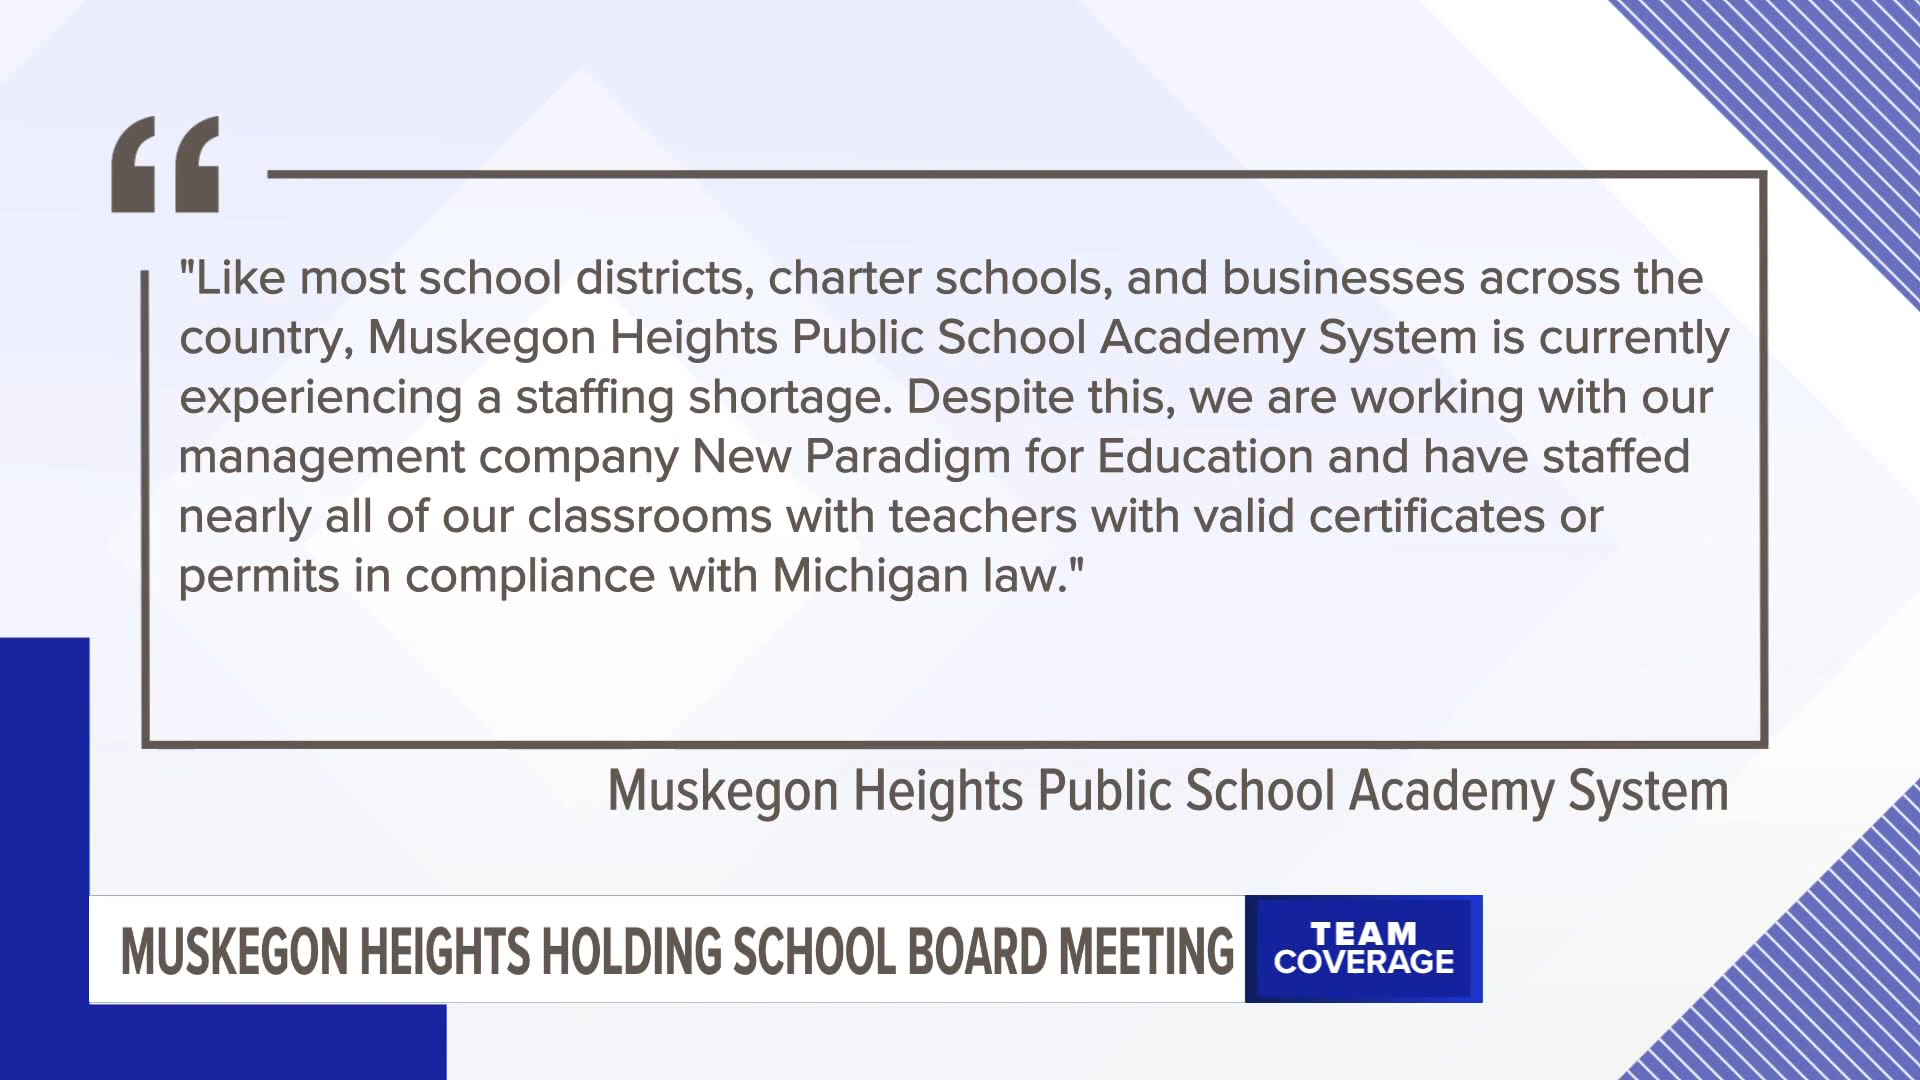 "Like most school districts, charter schools, and businesses across the
country, Muskegon Heights Public School Academy System is currently
experiencing a staffing shortage. Despite this, we are working with our
management company New Paradigm for Education and have staffed
nearly all of our classrooms with teachers with valid certificates or
permits in compliance with Michigan law."
Muskegon Heights Public School Academy System
MUSKEGON HEIGHTS HOLDING SCHOOL BOARD MEETING
TEAM
COVERAGE